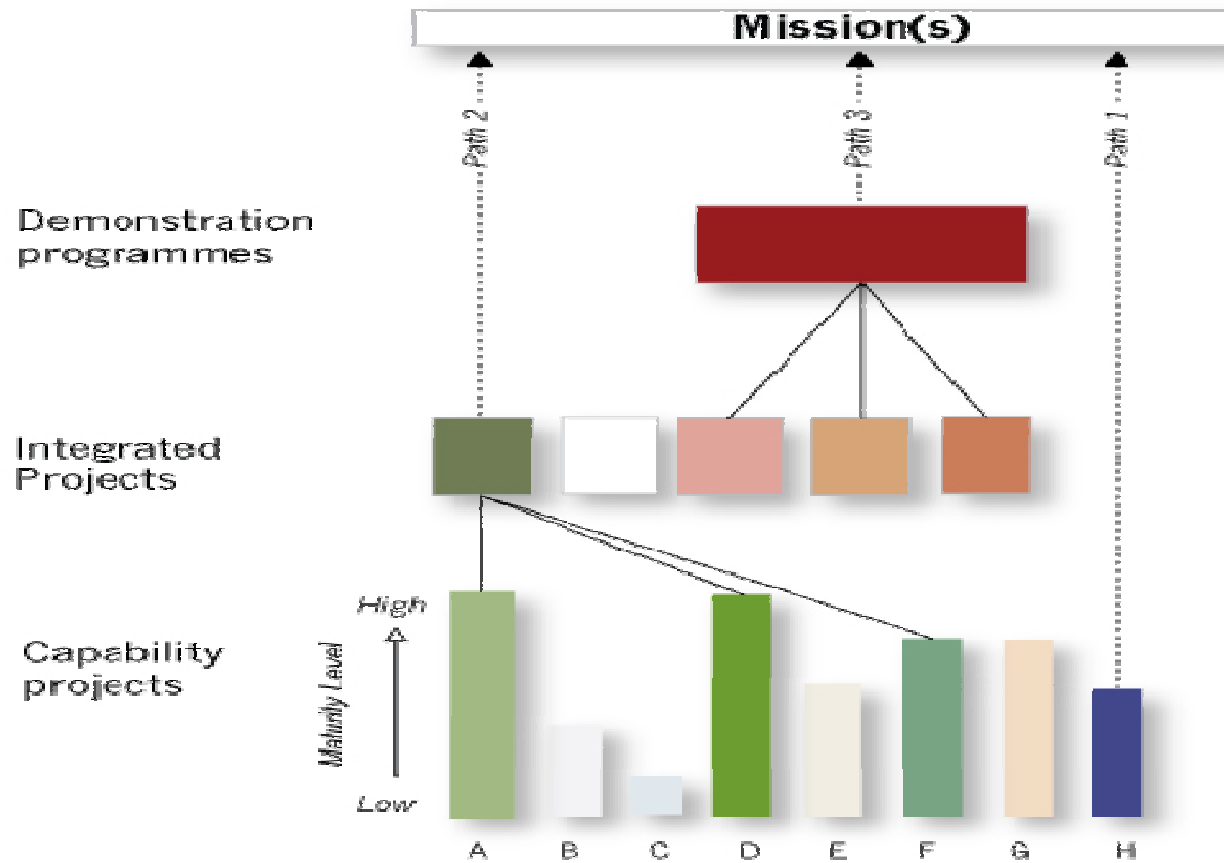 Mission(s)
Path 2
Path 3
Path 1
Demonstration
programmes
Integrated
Projects
Capability
projects
High
Maturity Level
Low
A B C D E F G H